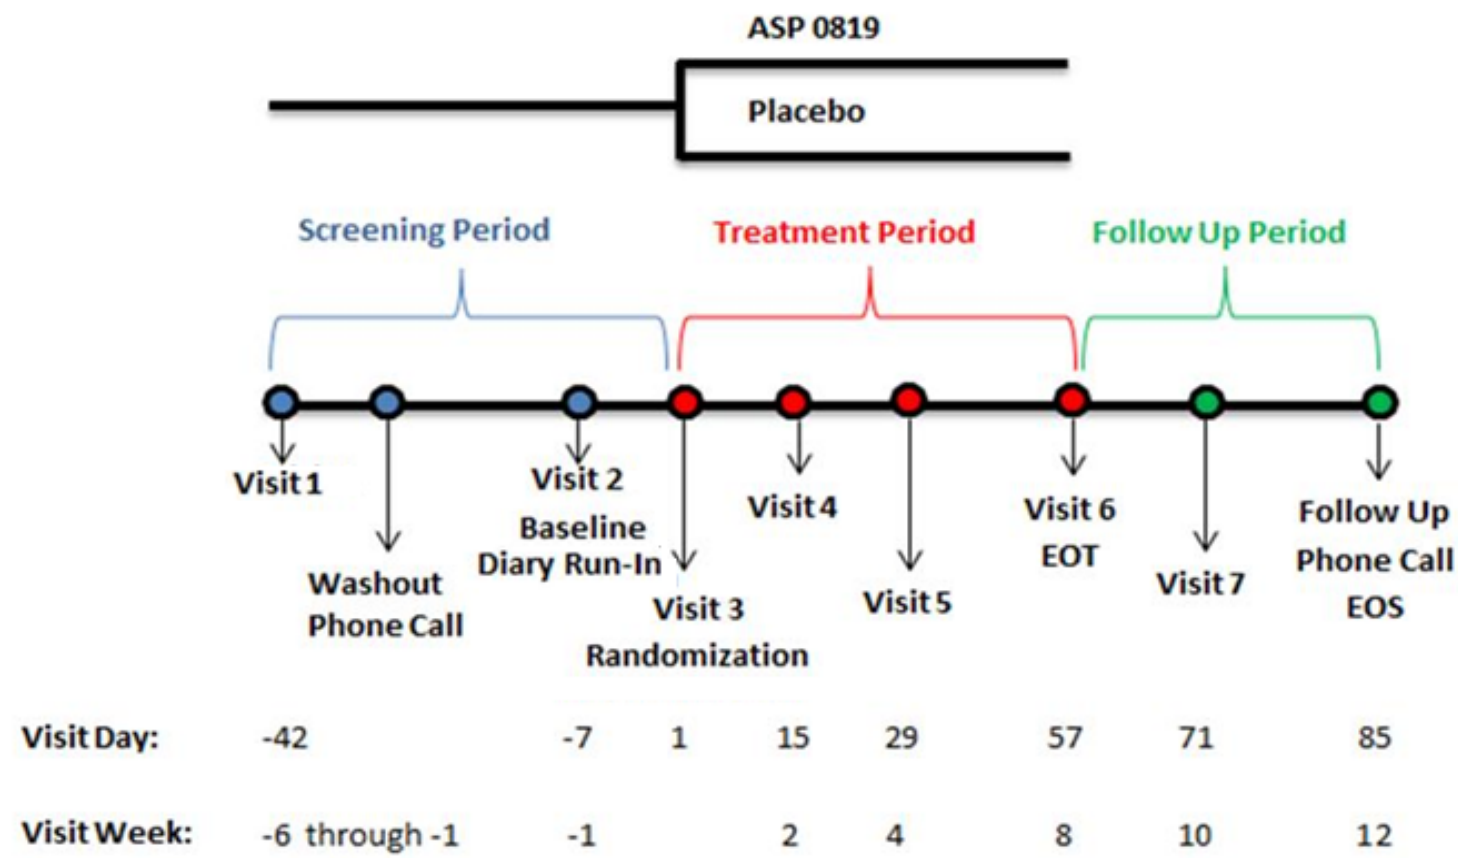 ASP 0819
Placebo
Screening Period
Treatment Period
Follow Up Period
Visit 1
Washout
Phone Call
Visit 2
Baseline
Diary Run-In
Visit 3
Randomization
Visit 4
Visit 5
Visit 6
EOT
Visit 7
Follow Up
Phone Call
EOS
Visit Day: -42 -7 1 15 29 57 71 85
Visit Week: -6 through -1 -1 2 4 8 10 12